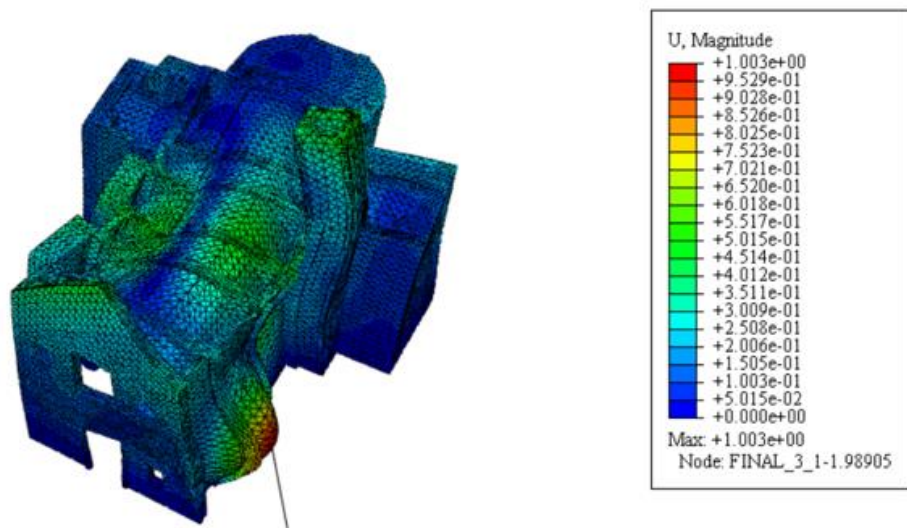 U, Magnitude
+1.003e+00
+9.529e-01
+9.028e-01
+8.526e-01
+8.025e-01
+7.523e-01
+7.021e-01
+6.520e-01
+6.018e-01
+5.517e-01
+5.015e-01
+4.514e-01
+4.012e-01
+3.511e-01
+3.009e-01
+2.508e-01
+2.006e-01
+1.505e-01
+1.003e-01
+5.015e-02
+0.000e+00
Max: +1.003e+00
Node: FINAL_3_1-1.98905